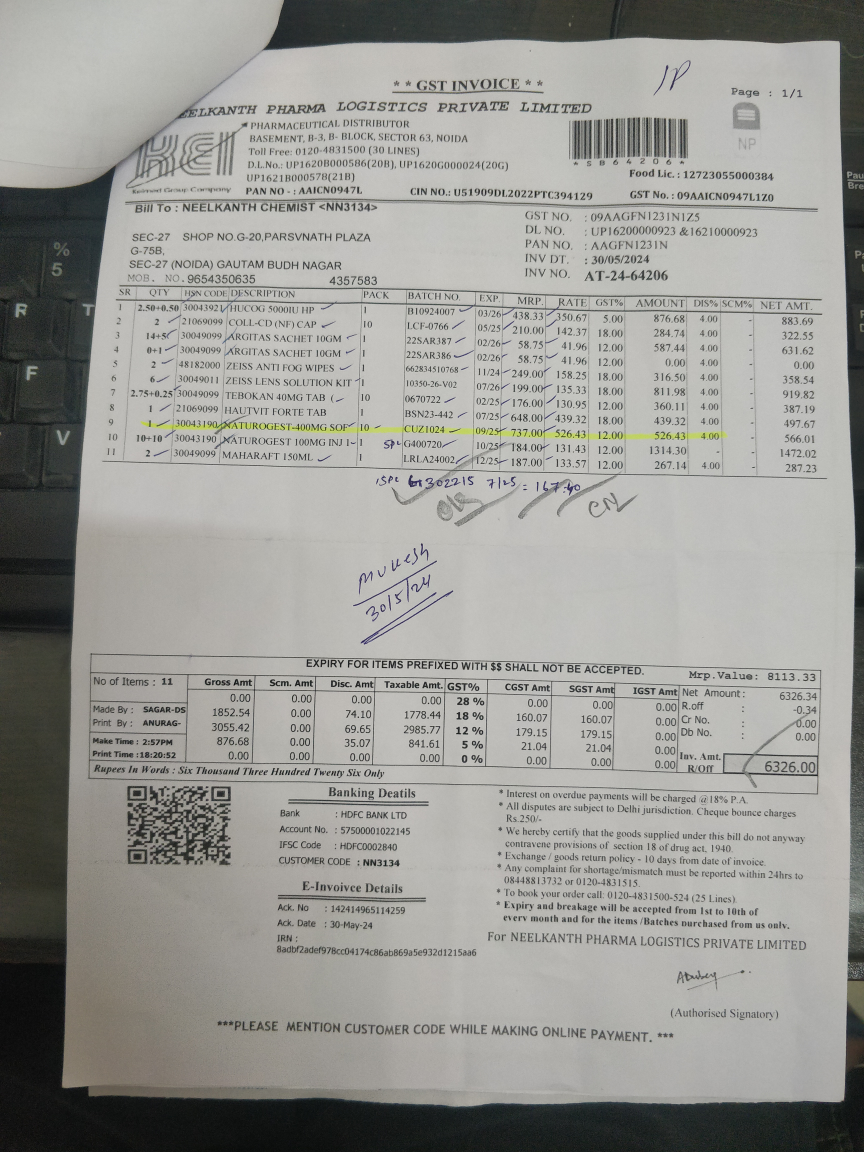 * * GST INVOICE * *
IP
Page : 1/1
EELKANTH PHARMA LOGISTICS PRIVATE LIMITED
PHARMACEUTICAL DISTRIBUTOR
BASEMENT, B-3, B- BLOCK, SECTOR 63, NOIDA
Toll Free: 0120-4831500 (30 LINES)
D.L.No.: UP1620B000586(20B), UP1620G000024(20G)
UP1621B000578(21B)
KEI
Keimed Group Company
NP
*SB64206*
Food Lic. : 12723055000384
PAN NO - : AAICN0947L
CIN NO.: U51909DL2022PTC394129
GST No. : 09AAICN0947L1Z0
Bill To : NEELKANTH CHEMIST <NN3134>
SEC-27 SHOP NO.G-20,PARSVNATH PLAZA
G-75B,
SEC-27 (NOIDA) GAUTAM BUDH NAGAR
MOB. NO. 9654350635 4357583
GST NO. : 09AAGFN1231N1Z5
DL NO. : UP16200000923 &16210000923
PAN NO. : AAGFN1231N
INV DT. : 30/05/2024
INV NO. AT-24-64206
SR QTY HSN CODE DESCRIPTION PACK BATCH NO. EXP. MRP. RATE GST% AMOUNT DIS% SCM% NET AMT.
1 2.50+0.50 30043921 HUCOG 5000IU HP 1 B10924007 03/26 438.33 350.67 5.00 876.68 4.00 - 883.69
2 2 21069099 COLL-CD (NF) CAP 10 LCF-0766 05/25 210.00 142.37 18.00 284.74 4.00 - 322.55
3 14+5 30049099 ARGITAS SACHET 10GM 1 22SAR387 02/26 58.75 41.96 12.00 587.44 4.00 - 631.62
4 0+1 30049099 ARGITAS SACHET 10GM 1 22SAR386 02/26 58.75 41.96 12.00 0.00 4.00 - 0.00
5 2 48182000 ZEISS ANTI FOG WIPES 1 662834510768 11/24 249.00 158.25 18.00 316.50 4.00 - 358.54
6 6 30049011 ZEISS LENS SOLUTION KIT 1 10350-26-V02 07/26 199.00 135.33 18.00 811.98 4.00 - 919.82
7 2.75+0.25 30049099 TEBOKAN 40MG TAB ( 10 0670722 02/25 176.00 130.95 12.00 360.11 4.00 - 387.19
8 1 21069099 HAUTVIF FORTE TAB 1 BSN23-442 07/25 648.00 439.32 18.00 439.32 4.00 - 497.67
9 1 30043190 NATUROGEST-400MG SOF 10 CUZ1024 09/25 737.00 526.43 12.00 526.43 4.00 - 566.01
10 10+10 30043190 NATUROGEST 100MG INJ 1 1 SPL G400720 10/25 184.00 131.43 12.00 1314.30 - - 1472.02
11 2 30049099 MAHARAFT 150ML 1 LRLA24002 12/25 187.00 133.57 12.00 267.14 4.00 - 287.23
G302215 7/25 = 167.40
CN
Mukesh
30/5/24
EXPIRY FOR ITEMS PREFIXED WITH $$ SHALL NOT BE ACCEPTED.
Mrp.Value: 8113.33
No of Items : 11
Made By : SAGAR-DS
Print By : ANURAG-
Make Time : 2:57PM
Print Time :18:20:52
Gross Amt Scm. Amt Disc. Amt Taxable Amt. GST% CGST Amt SGST Amt IGST Amt
0.00 0.00 0.00 0.00 28 % 0.00 0.00 0.00
1852.54 0.00 74.10 1778.44 18 % 160.07 160.07 0.00
3055.42 0.00 69.65 2985.77 12 % 179.15 179.15 0.00
876.68 0.00 35.07 841.61 5 % 21.04 21.04 0.00
0.00 0.00 0.00 0.00 0 % 0.00 0.00 0.00
Net Amount: 6326.34
R.off : -0.34
Cr No. : 0.00
Db No. : 0.00
Inv. Amt. R/Off 6326.00
Rupees In Words : Six Thousand Three Hundred Twenty Six Only
Banking Deatils
Bank : HDFC BANK LTD
Account No. : 57500001022145
IFSC Code : HDFC0002840
CUSTOMER CODE : NN3134
E-Invoivce Details
Ack. No : 142414965114259
Ack. Date : 30-May-24
IRN :
8adbf2adef978cc04174c86ab869a5e932d1215aa6
* Interest on overdue payments will be charged @18% P.A.
* All disputes are subject to Delhi jurisdiction. Cheque bounce charges
Rs.250/-
* We hereby certify that the goods supplied under this bill do not anyway
contravene provisions of section 18 of drug act, 1940.
* Exchange / goods return policy - 10 days from date of invoice.
* Any complaint for shortage/mismatch must be reported within 24hrs to
08448813732 or 0120-4831515.
* To book your order call: 0120-4831500-524 (25 Lines).
* Expiry and breakage will be accepted from 1st to 10th of
every month and for the items /Batches purchased from us only.
For NEELKANTH PHARMA LOGISTICS PRIVATE LIMITED
(Authorised Signatory)
***PLEASE MENTION CUSTOMER CODE WHILE MAKING ONLINE PAYMENT. ***
%
5
R
T
F
V
Pau
Bre